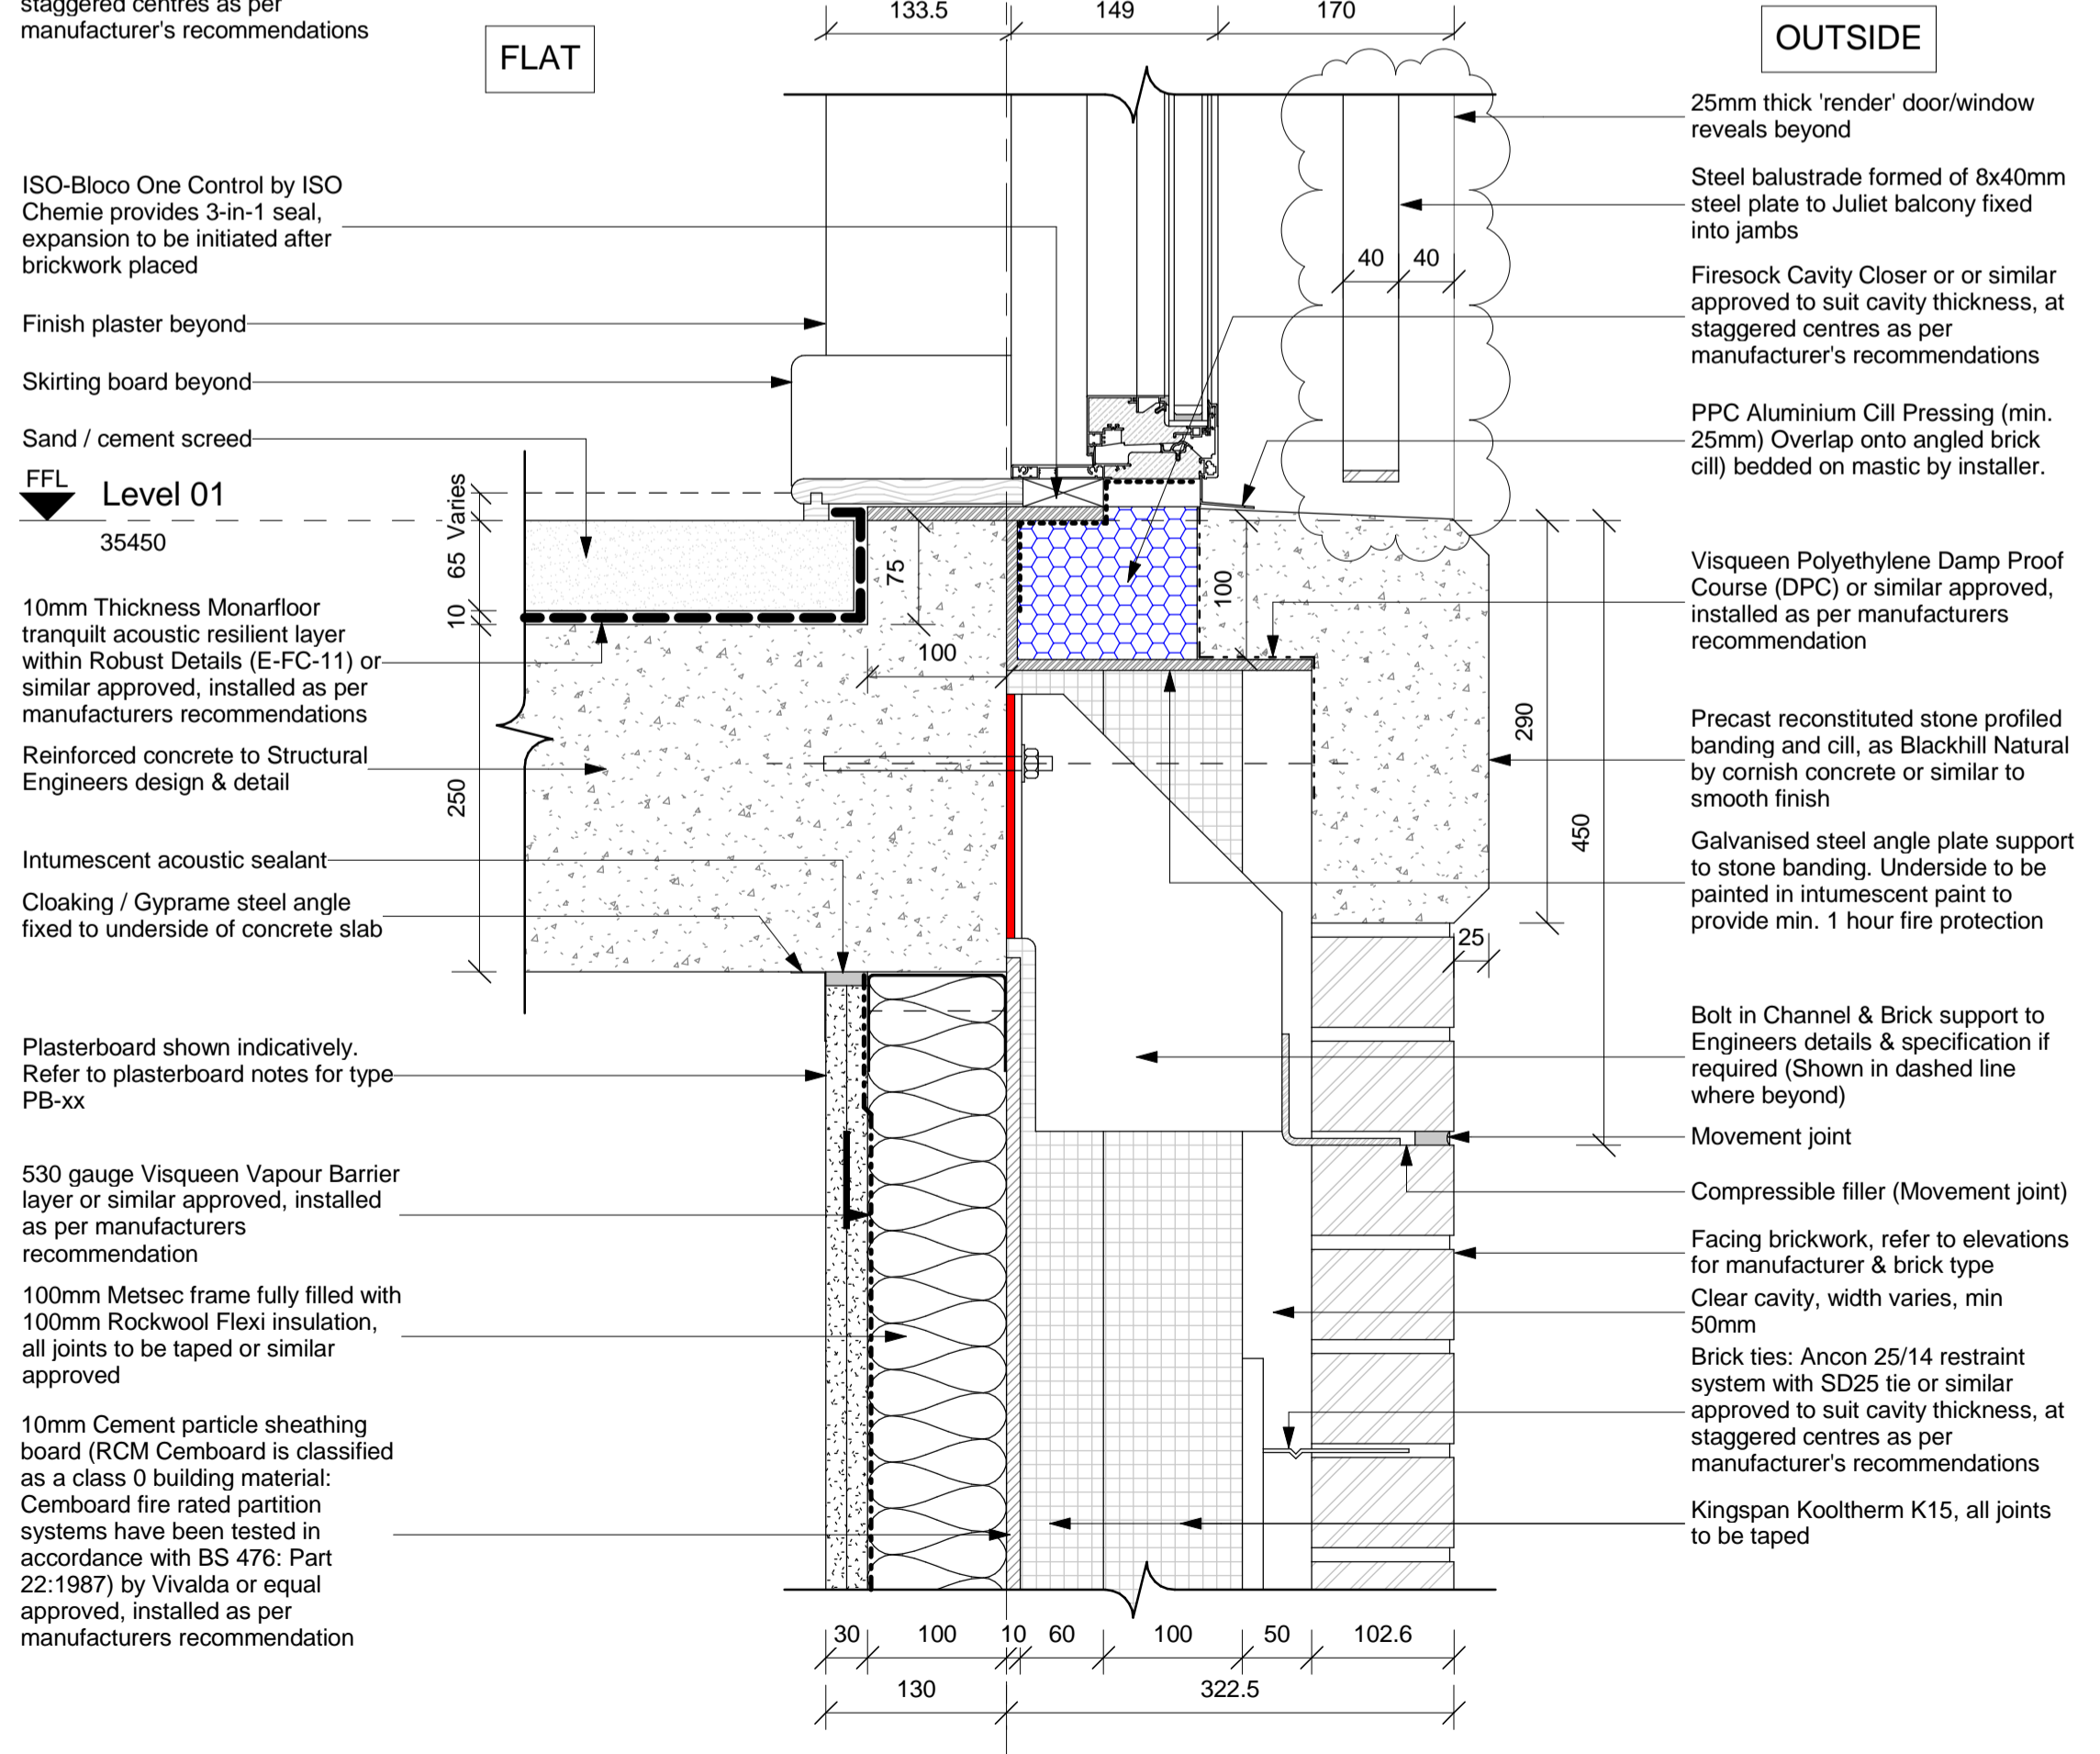 staggered centres as per
manufacturer's recommendations
FLAT
133.5
149
170
OUTSIDE
ISO-Bloco One Control by ISO
Chemie provides 3-in-1 seal,
expansion to be initiated after
brickwork placed
Finish plaster beyond
Skirting board beyond
Sand / cement screed
FFL
Level 01
35450
10mm Thickness Monarfloor
tranquilt acoustic resilient layer
within Robust Details (E-FC-11) or
similar approved, installed as per
manufacturers recommendations
Reinforced concrete to Structural
Engineers design & detail
Intumescent acoustic sealant
Cloaking / Gyprame steel angle
fixed to underside of concrete slab
Plasterboard shown indicatively.
Refer to plasterboard notes for type
PB-xx
530 gauge Visqueen Vapour Barrier
layer or similar approved, installed
as per manufacturers
recommendation
100mm Metsec frame fully filled with
100mm Rockwool Flexi insulation,
all joints to be taped or similar
approved
10mm Cement particle sheathing
board (RCM Cemboard is classified
as a class 0 building material:
Cemboard fire rated partition
systems have been tested in
accordance with BS 476: Part
22:1987) by Vivalda or equal
approved, installed as per
manufacturers recommendation
Varies
65
10
250
75
100
100
40
40
290
450
25
25mm thick 'render' door/window
reveals beyond
Steel balustrade formed of 8x40mm
steel plate to Juliet balcony fixed
into jambs
Firesock Cavity Closer or or similar
approved to suit cavity thickness, at
staggered centres as per
manufacturer's recommendations
PPC Aluminium Cill Pressing (min.
25mm) Overlap onto angled brick
cill) bedded on mastic by installer.
Visqueen Polyethylene Damp Proof
Course (DPC) or similar approved,
installed as per manufacturers
recommendation
Precast reconstituted stone profiled
banding and cill, as Blackhill Natural
by cornish concrete or similar to
smooth finish
Galvanised steel angle plate support
to stone banding. Underside to be
painted in intumescent paint to
provide min. 1 hour fire protection
Bolt in Channel & Brick support to
Engineers details & specification if
required (Shown in dashed line
where beyond)
Movement joint
Compressible filler (Movement joint)
Facing brickwork, refer to elevations
for manufacturer & brick type
Clear cavity, width varies, min
50mm
Brick ties: Ancon 25/14 restraint
system with SD25 tie or similar
approved to suit cavity thickness, at
staggered centres as per
manufacturer's recommendations
Kingspan Kooltherm K15, all joints
to be taped
30
100
10
60
100
50
102.6
130
322.5